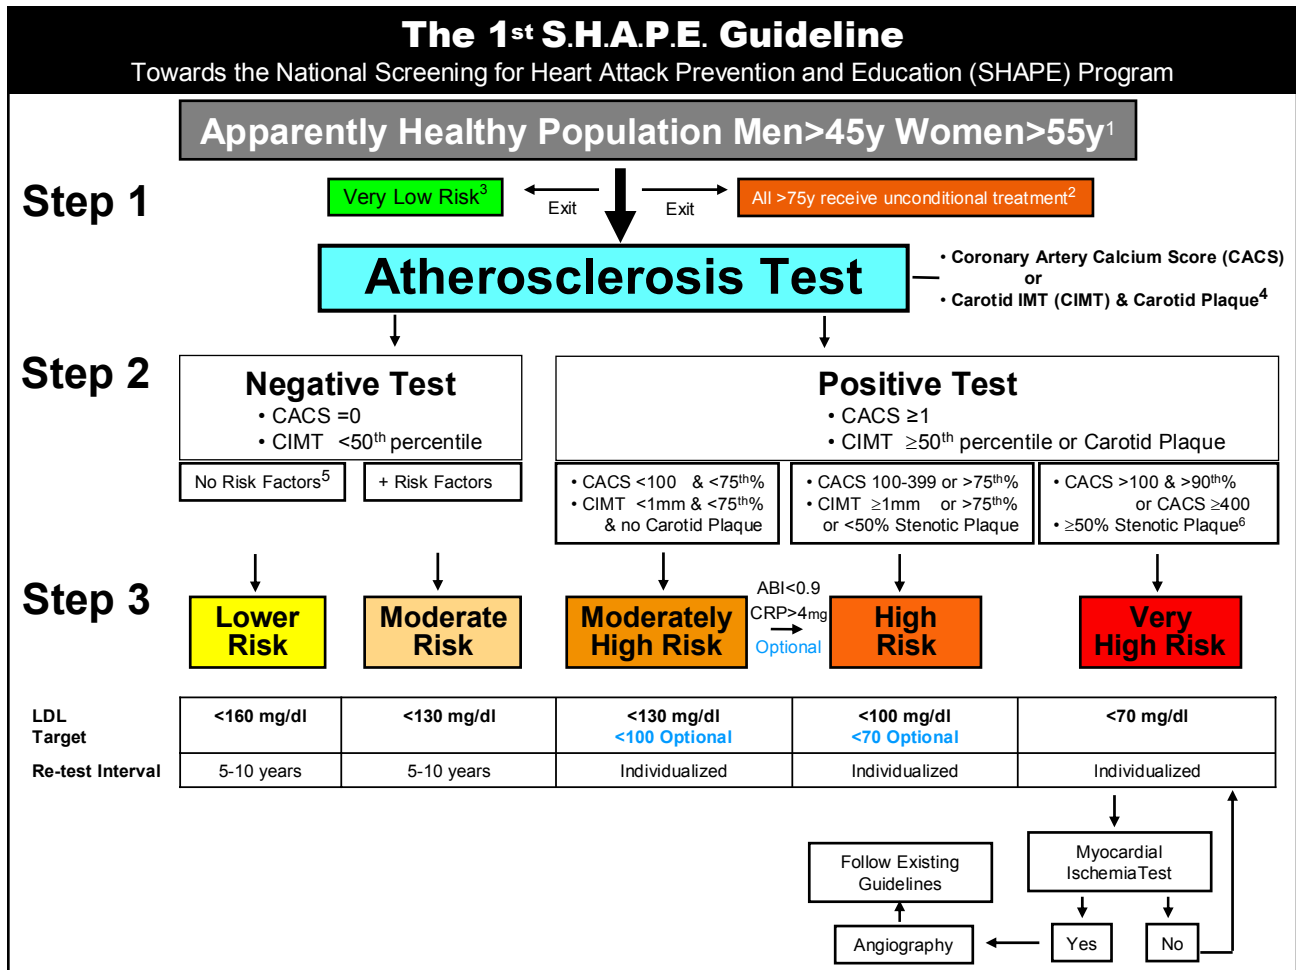 The 1st S.H.A.P.E. Guideline
Towards the National Screening for Heart Attack Prevention and Education (SHAPE) Program
Apparently Healthy Population Men>45y Women>55y1
Step 1
Very Low Risk3
Exit
Exit
All >75y receive unconditional treatment2
Atherosclerosis Test
• Coronary Artery Calcium Score (CACS)
or
• Carotid IMT (CIMT) & Carotid Plaque4
Step 2
Negative Test
• CACS =0
• CIMT <50th percentile
Positive Test
• CACS ≥1
• CIMT ≥50th percentile or Carotid Plaque
No Risk Factors5
+ Risk Factors
• CACS <100 & <75th%
• CIMT <1mm & <75th%
& no Carotid Plaque
• CACS 100-399 or >75th%
• CIMT ≥1mm or >75th%
or <50% Stenotic Plaque
• CACS >100 & >90th%
or CACS ≥400
• ≥50% Stenotic Plaque6
Step 3
Lower
Risk
Moderate
Risk
Moderately
High Risk
ABI<0.9
CRP>4mg
Optional
High
Risk
Very
High Risk
LDL
Target
<160 mg/dl
<130 mg/dl
<130 mg/dl
<100 Optional
<100 mg/dl
<70 Optional
<70 mg/dl
Re-test Interval
5-10 years
5-10 years
Individualized
Individualized
Individualized
Myocardial
IschemiaTest
Follow Existing
Guidelines
Angiography
Yes
No